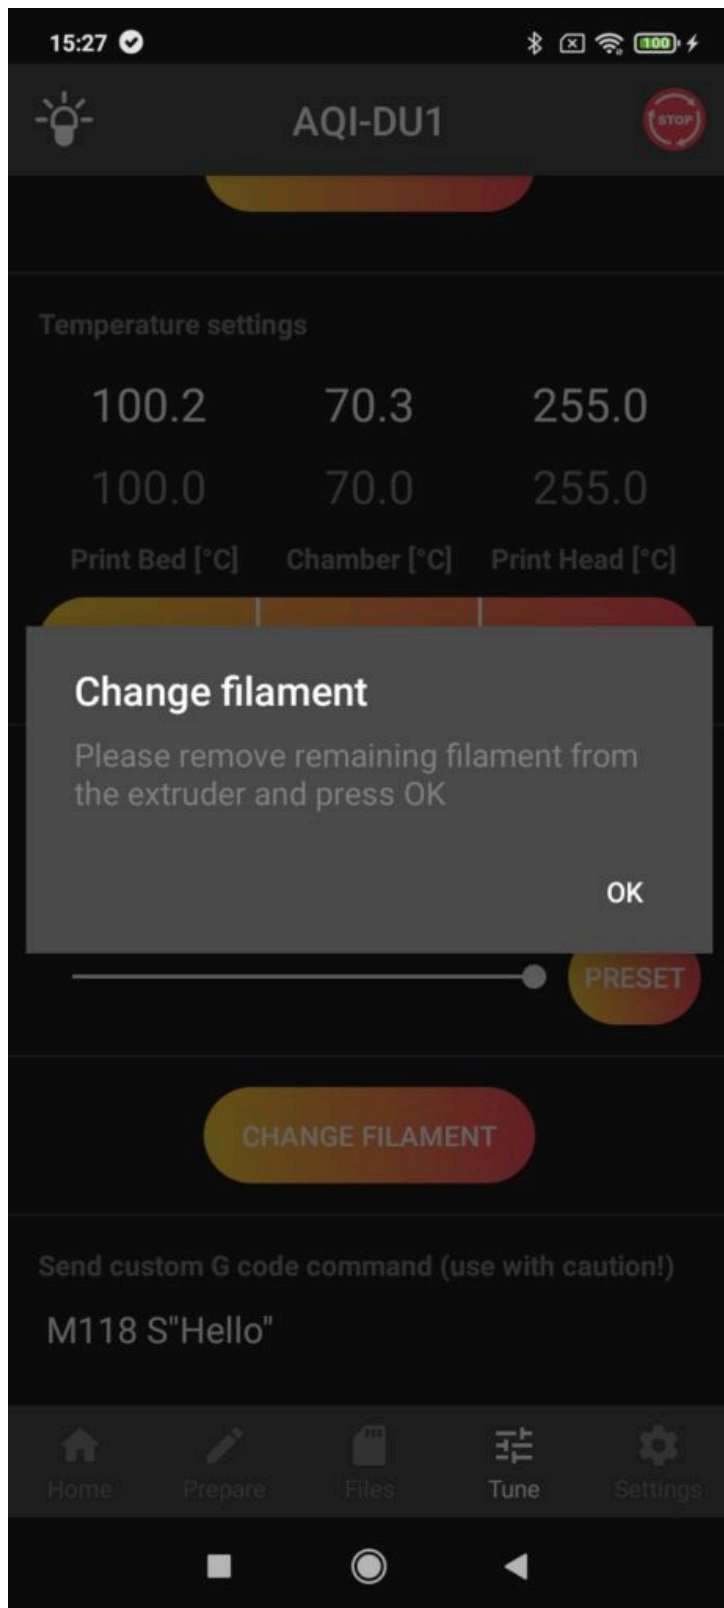 15:27
100
AQI-DU1
STOP
Temperature settings
100.2 70.3 255.0
100.0 70.0 255.0
Print Bed [°C] Chamber [°C] Print Head [°C]
Change filament
Please remove remaining filament from
the extruder and press OK
OK
PRESET
CHANGE FILAMENT
Send custom G code command (use with caution!)
M118 S"Hello"
Home Prepare Files Tune Settings